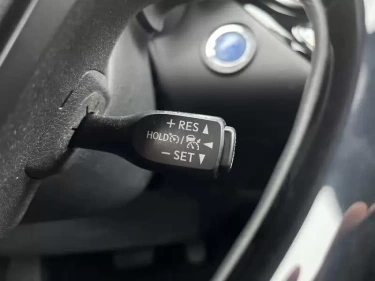 + RES ▲
HOLD / ◄
− SET ▼